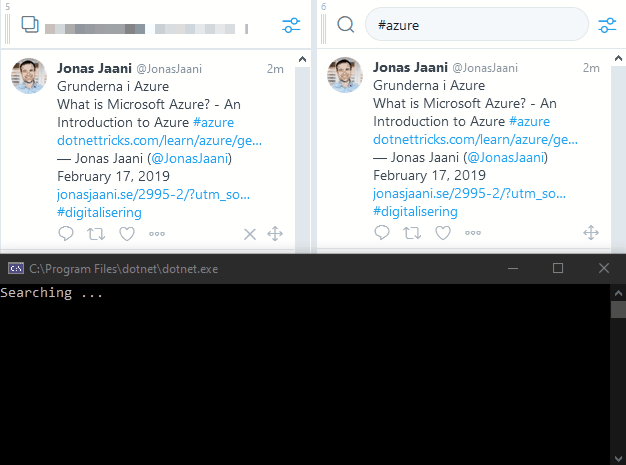 5
Jonas Jaani @JonasJaani 2m
Grunderna i Azure
What is Microsoft Azure? - An
Introduction to Azure #azure
dotnettricks.com/learn/azure/ge...
— Jonas Jaani (@JonasJaani)
February 17, 2019
jonasjaani.se/2995-2/?utm_so...
#digitalisering
6
#azure
Jonas Jaani @JonasJaani 2m
Grunderna i Azure
What is Microsoft Azure? - An
Introduction to Azure #azure
dotnettricks.com/learn/azure/ge...
— Jonas Jaani (@JonasJaani)
February 17, 2019
jonasjaani.se/2995-2/?utm_so...
#digitalisering
C:\ C:\Program Files\dotnet\dotnet.exe
Searching ...